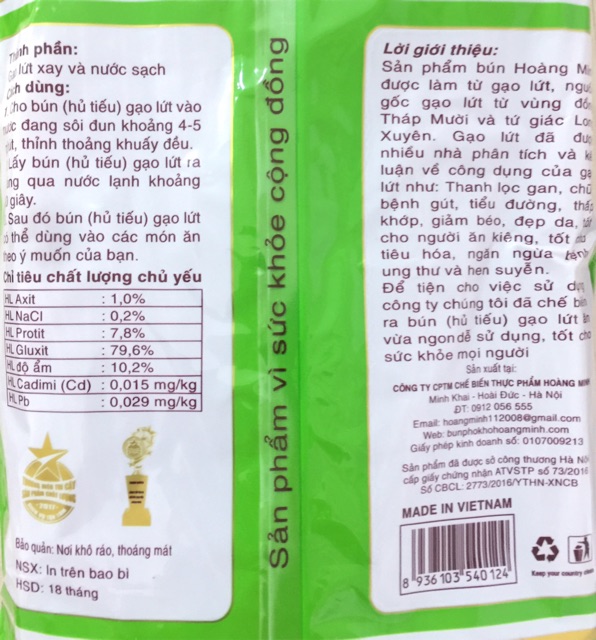 Thành phần:
Gạo lứt xay và nước sạch
Cách dùng:
Cho bún (hủ tiếu) gạo lứt vào
nước đang sôi đun khoảng 4-5
thỉnh thoảng khuấy đều.
Lấy bún (hủ tiếu) gạo lứt ra
qua nước lạnh khoảng
giây.
Sau đó bún (hủ tiếu) gạo lứt
có thể dùng vào các món ăn
theo ý muốn của bạn.
Chỉ tiêu chất lượng chủ yếu
HL Axit : 1,0%
HL NaCl : 0,2%
HL Protit : 7,8%
HL Gluxit : 79,6%
HL độ ẩm : 10,2%
HL Cadimi (Cd) : 0,015 mg/kg
HL Pb : 0,029 mg/kg
Bảo quản: Nơi khô ráo, thoáng mát
NSX: In trên bao bì
HSD: 18 tháng
Sản phẩm vì sức khỏe cộng đồng
Lời giới thiệu:
Sản phẩm bún Hoàng Min
được làm từ gạo lứt, ngu
gốc gạo lứt từ vùng đồn
Tháp Mười và tứ giác Lon
Xuyên. Gạo lứt đã đư
nhiều nhà phân tích và k
luận về công dụng của gạ
lứt như: Thanh lọc gan, ch
bệnh gút, tiểu đường, thấp
khớp, giảm béo, đẹp da, tốt
cho người ăn kiêng, tốt
tiêu hóa, ngăn ngừa bệnh
ung thư và hen suyễn.
Để tiện cho việc sử dụng
công ty chúng tôi đã chế biến
ra bún (hủ tiếu) gạo lứt ăn
vừa ngon dễ sử dụng, tốt cho
sức khỏe mọi người
Sản xuất tại:
CÔNG TY CPTM CHẾ BIẾN THỰC PHẨM HOÀNG MINH
Minh Khai - Hoài Đức - Hà Nội
ĐT: 0912 056 555
Email: hoangminh112008@gmail.com
Web: bunphokhohoangminh.com
Giấy phép kinh doanh số: 0107009213
Sản phẩm đã được sở công thương Hà Nội
cấp giấy chứng nhận ATVSTP số 73/2016
Số CBCL: 2773/2016/YTHN-XNCB
MADE IN VIETNAM
8 936103 540124
Keep your country clean